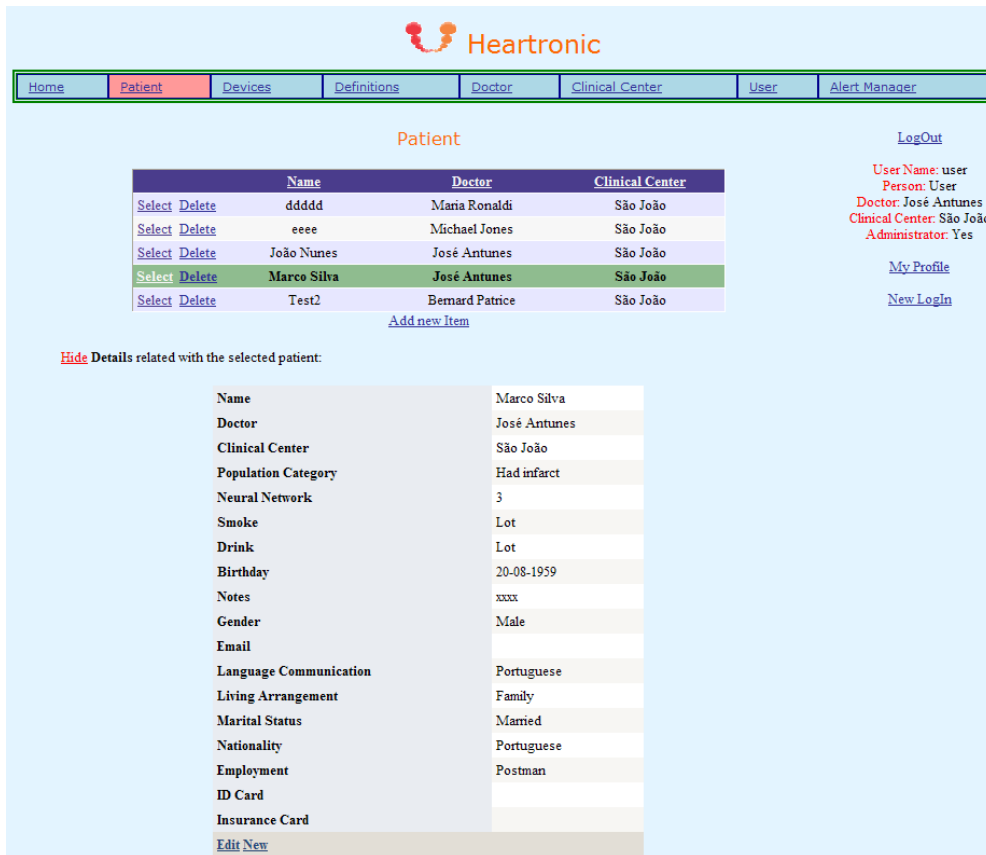 Heartronic
Home Patient Devices Definitions Doctor Clinical Center User Alert Manager
Patient
LogOut
User Name: user
Person: User
Doctor: José Antunes
Clinical Center: São João
Administrator: Yes
My Profile
New LogIn
Name Doctor Clinical Center
Select Delete ddddd Maria Ronaldi São João
Select Delete eeee Michael Jones São João
Select Delete João Nunes José Antunes São João
Select Delete Marco Silva José Antunes São João
Select Delete Test2 Bernard Patrice São João
Add new Item
Hide Details related with the selected patient:
Name Marco Silva
Doctor José Antunes
Clinical Center São João
Population Category Had infarct
Neural Network 3
Smoke Lot
Drink Lot
Birthday 20-08-1959
Notes xxxx
Gender Male
Email
Language Communication Portuguese
Living Arrangement Family
Marital Status Married
Nationality Portuguese
Employment Postman
ID Card
Insurance Card
Edit New